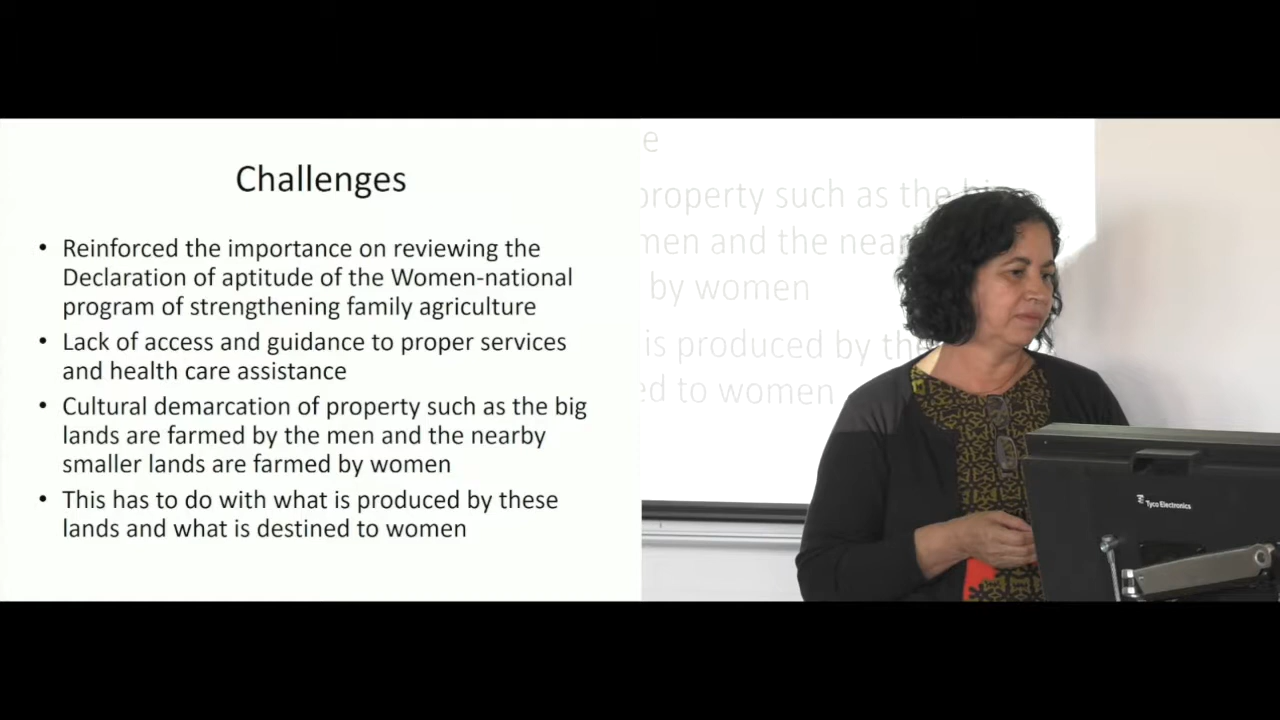 Challenges
• Reinforced the importance on reviewing the
Declaration of aptitude of the Women-national
program of strengthening family agriculture
• Lack of access and guidance to proper services
and health care assistance
• Cultural demarcation of property such as the big
lands are farmed by the men and the nearby
smaller lands are farmed by women
• This has to do with what is produced by these
lands and what is destined to women
e
property such as the big
men and the near
by women
is produced by the
ed to women
Tyco Electronics